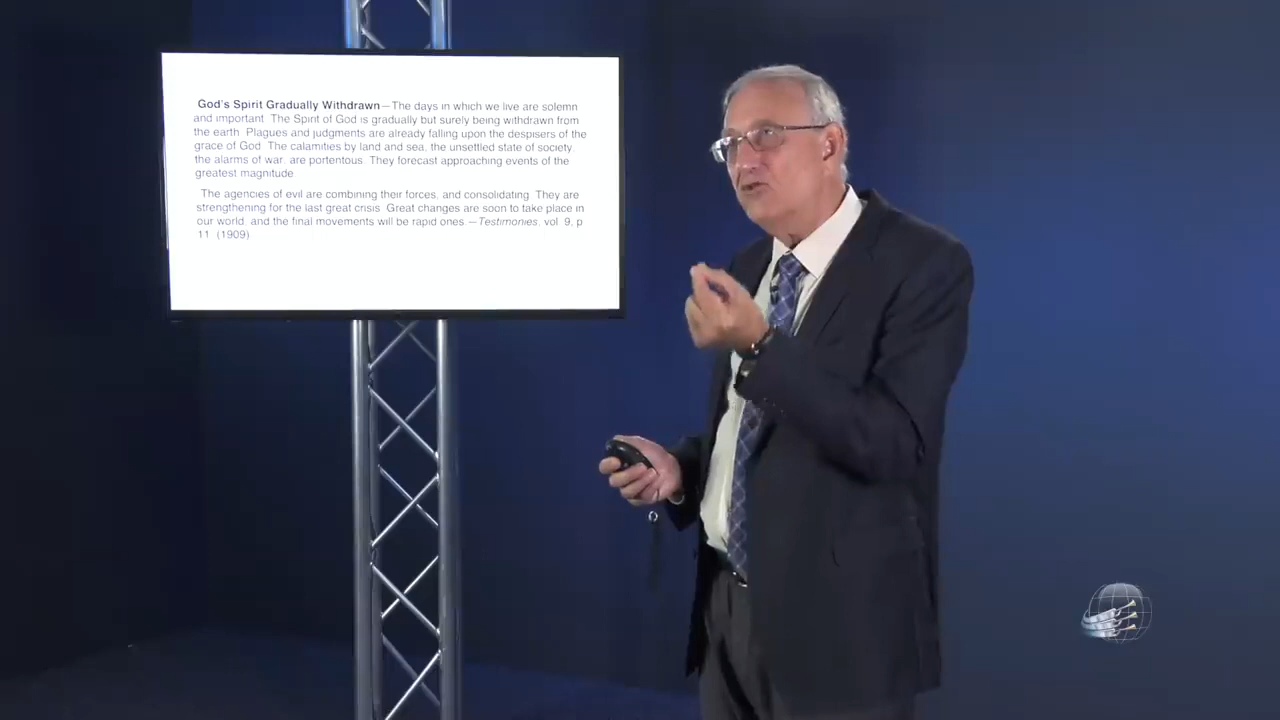 God's Spirit Gradually Withdrawn—The days in which we live are solemn
and important. The Spirit of God is gradually but surely being withdrawn from
the earth. Plagues and judgments are already falling upon the despisers of the
grace of God. The calamities by land and sea, the unsettled state of society,
the alarms of war, are portentous. They forecast approaching events of the
greatest magnitude.
The agencies of evil are combining their forces, and consolidating. They are
strengthening for the last great crisis. Great changes are soon to take place in
our world, and the final movements will be rapid ones.—Testimonies, vol. 9, p.
11. (1909)